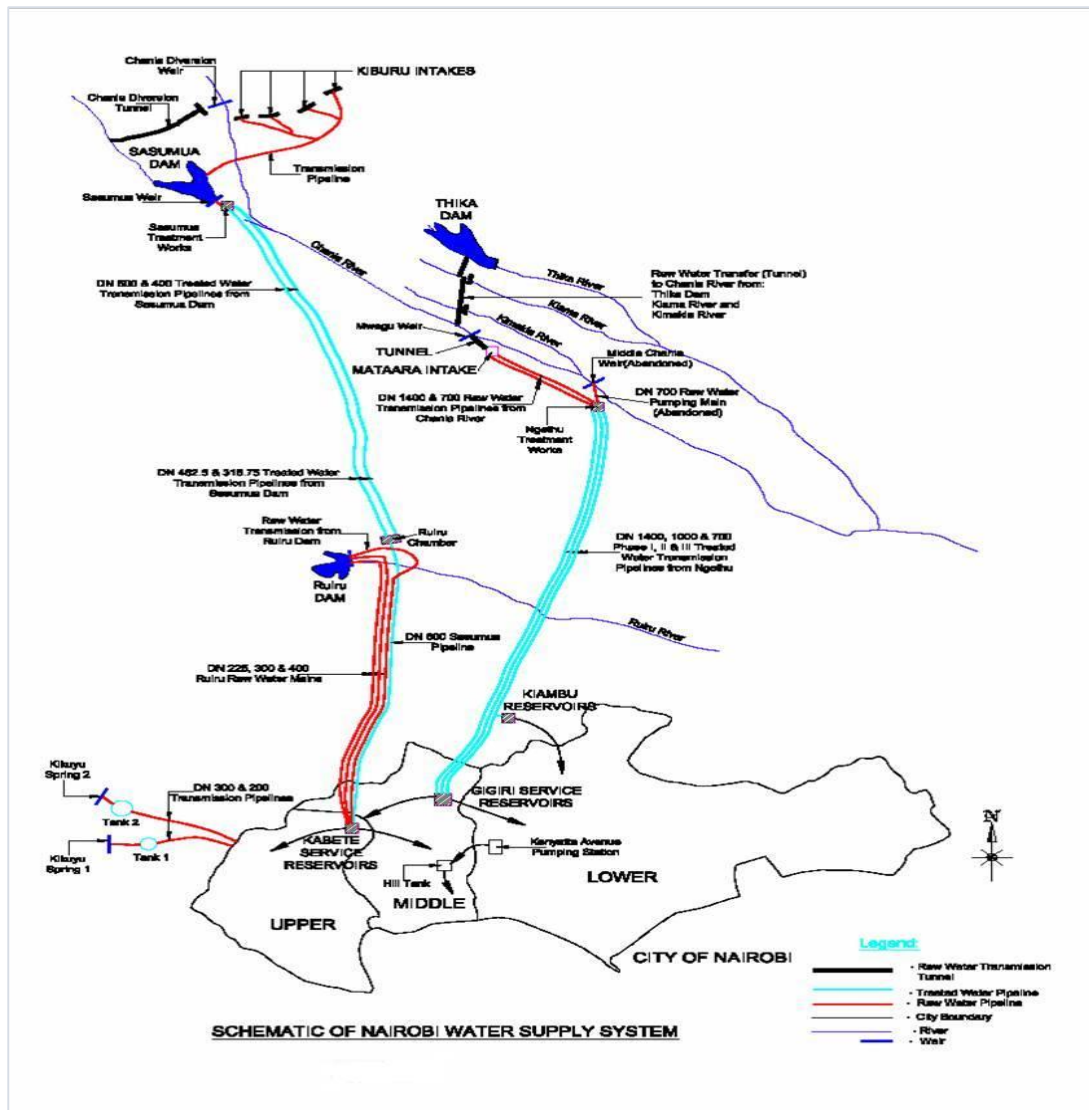 Chania Diversion
Weir
KIBURU INTAKES
Chania Diversion
Tunnel
SASUMUA
DAM
Transmission
Pipeline
Sasumua Weir
Sasumua
Treatment
Works
THIKA
DAM
Chania River
Thika River
Raw Water Transfer (Tunnel)
to Chania River from:
Thika Dam
Kiama River and
Kimakia River
Kiama River
Kimakia River
DN 600 & 400 Treated Water
Transmission Pipelines from
Sasumua Dam
Mwagu Weir
TUNNEL
MATAARA INTAKE
Middle Chania
Weir(Abandoned)
DN 1400 & 700 Raw Water
Transmission Pipelines from
Chania River
DN 700 Raw Water
Pumping Main
(Abandoned)
Ngethu
Treatment
Works
DN 462.5 & 318.75 Treated Water
Transmission Pipelines from
Sasumua Dam
Raw Water
Transmission from
Ruiru Dam
Ruiru
Chamber
DN 1400, 1000 & 700
Phase I, II & III Treated
Water Transmission
Pipelines from Ngethu
Ruiru
DAM
Ruiru River
DN 600 Sasumua
Pipeline
DN 225, 300 & 400
Ruiru Raw Water Mains
KIAMBU
RESERVOIRS
Kikuyu
Spring 2
DN 300 & 200
Transmission Pipelines
GIGIRI SERVICE
RESERVOIRS
Tank 2
KABETE
SERVICE
RESERVOIRS
Kenyatta Avenue
Pumping Station
Kikuyu
Spring 1
Tank 1
Hill Tank
LOWER
MIDDLE
UPPER
N
CITY OF NAIROBI
Legend:
- Raw Water Transmission
Tunnel
- Treated Water Pipeline
- Raw Water Pipeline
- City Boundary
- River
- Weir
SCHEMATIC OF NAIROBI WATER SUPPLY SYSTEM